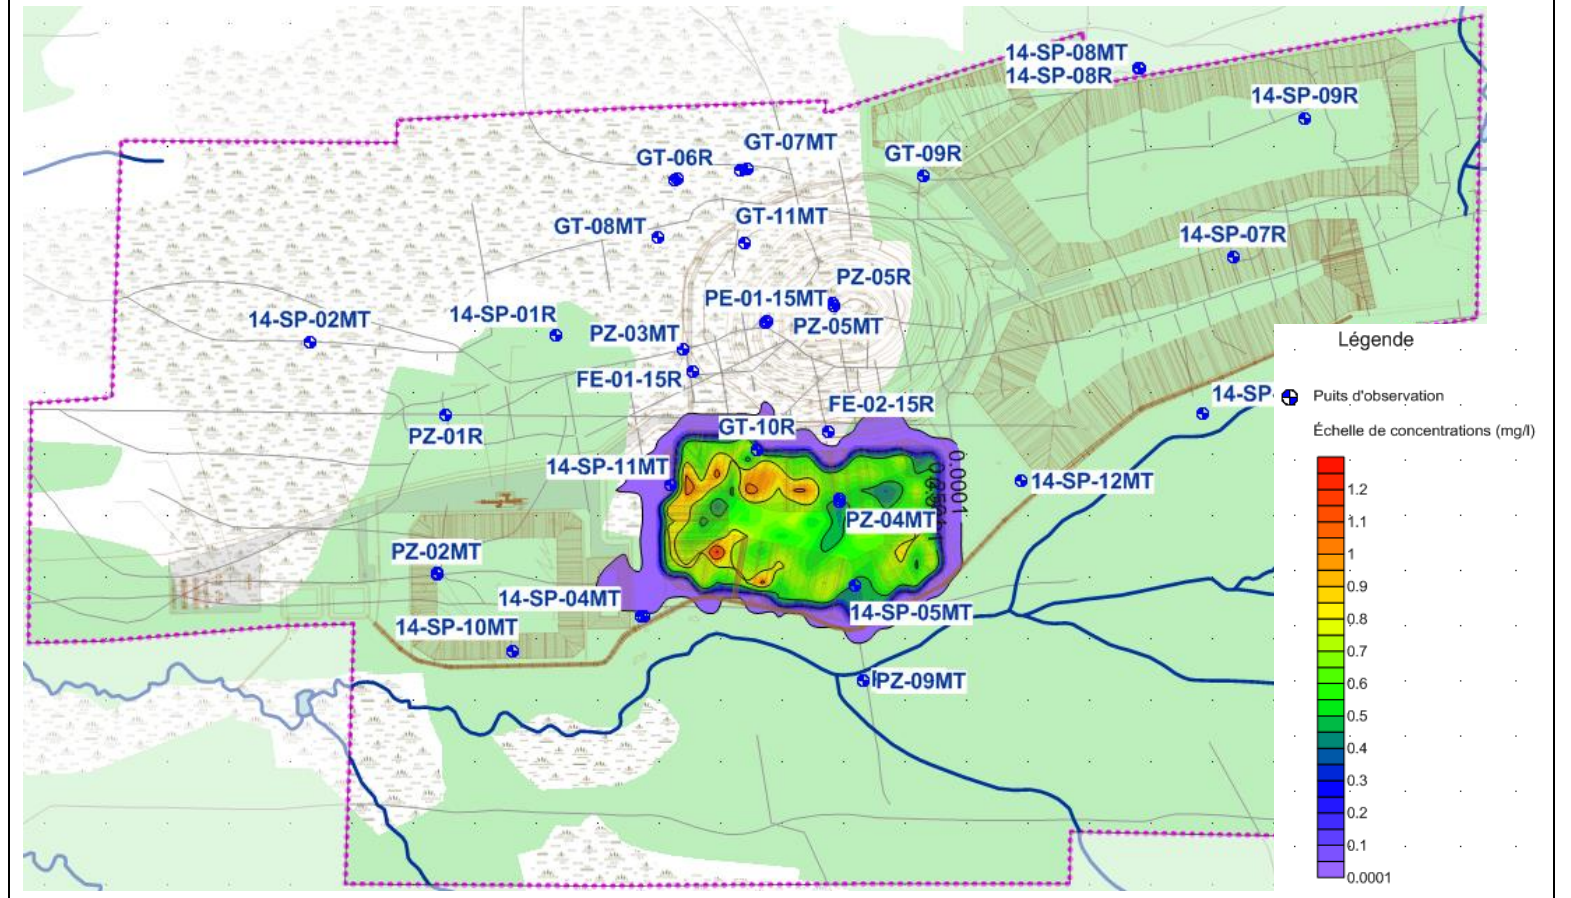 14-SP-08MT
14-SP-08R
14-SP-09R
GT-07MT
GT-06R
GT-09R
GT-11MT
GT-08MT
14-SP-07R
PZ-05R
PE-01-15MT
PZ-05MT
14-SP-02MT
14-SP-01R
PZ-03MT
FE-01-15R
Légende
14-SP-
Puits d'observation
FE-02-15R
PZ-01R
GT-10R
Échelle de concentrations (mg/l)
14-SP-11MT
0.0001
14-SP-12MT
PZ-04MT
PZ-02MT
14-SP-04MT
14-SP-05MT
14-SP-10MT
PZ-09MT
1.2
1.1
1
0.9
0.8
0.7
0.6
0.5
0.4
0.3
0.2
0.1
0.0001